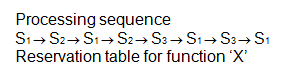 Processing sequence
S₁→ S₂→ S₁→ S₂→ S₃→ S₁→ S₃→ S₁
Reservation table for function ‘X’